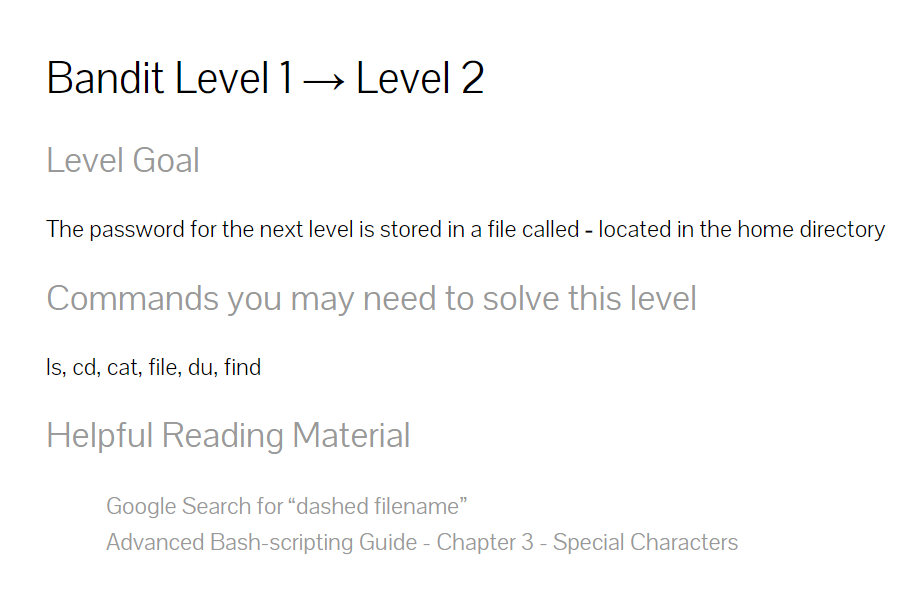 Bandit Level 1 → Level 2
Level Goal
The password for the next level is stored in a file called - located in the home directory
Commands you may need to solve this level
ls, cd, cat, file, du, find
Helpful Reading Material
Google Search for “dashed filename”
Advanced Bash-scripting Guide - Chapter 3 - Special Characters